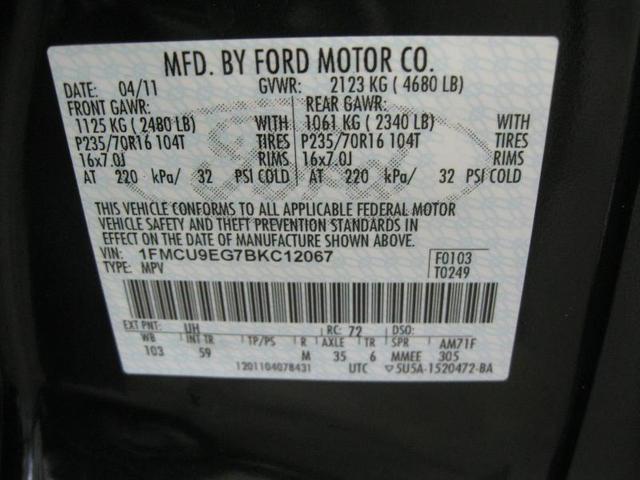 MFD. BY FORD MOTOR CO.
DATE: 04/11 GVWR: 2123 KG ( 4680 LB)
FRONT GAWR: REAR GAWR:
1125 KG ( 2480 LB) WITH 1061 KG ( 2340 LB) WITH
P235/70R16 104T TIRES P235/70R16 104T TIRES
16x7.0J RIMS 16x7.0J RIMS
AT 220 kPa/ 32 PSI COLD AT 220 kPa/ 32 PSI COLD
THIS VEHICLE CONFORMS TO ALL APPLICABLE FEDERAL MOTOR
VEHICLE SAFETY AND THEFT PREVENTION STANDARDS IN
EFFECT ON THE DATE OF MANUFACTURE SHOWN ABOVE.
VIN: 1FMCU9EG7BKC12067 F0103
TYPE: MPV T0249
EXT PNT: UH RC: 72 DSO:
WB INT TR TP/PS R AXLE TR SPR AM71F
103 59 M 35 6 MMEE 305
1201104078431 UTC ▽5U5A-1520472-BA
Ford